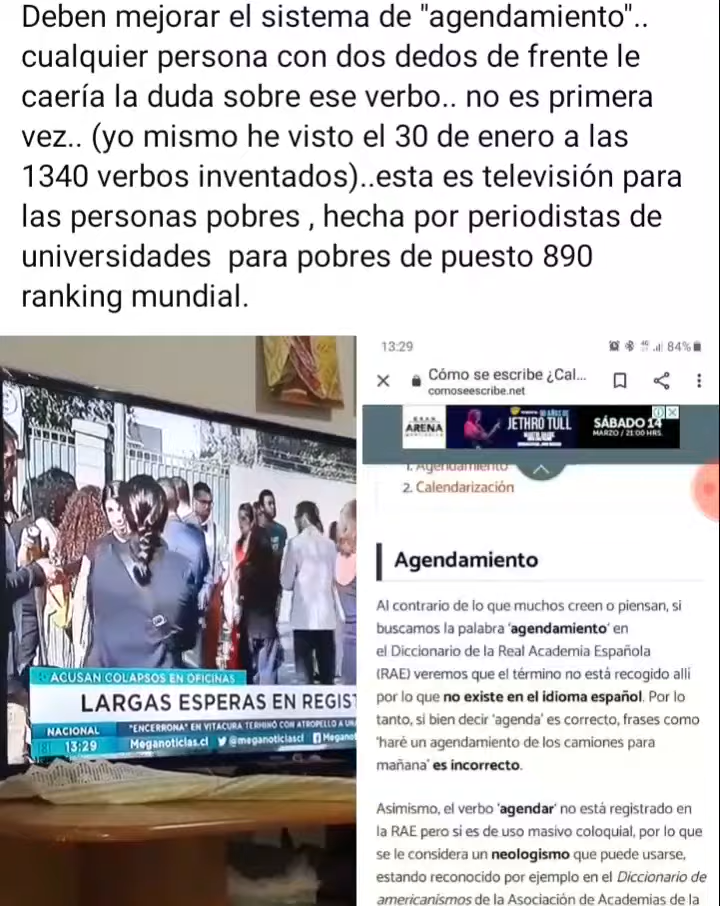 Deben mejorar el sistema de "agendamiento"..
cualquier persona con dos dedos de frente le
caería la duda sobre ese verbo.. no es primera
vez.. (yo mismo he visto el 30 de enero a las
1340 verbos inventados)..esta es televisión para
las personas pobres , hecha por periodistas de
universidades para pobres de puesto 890
ranking mundial.
ACUSAN COLAPSOS EN OFICINAS
LARGAS ESPERAS EN REGIST
NACIONAL
"ENCERRONA" EN VITACURA TERMINÓ CON ATROPELLO A UN
13:29
Meganoticias.cl @meganoticiascl Megano
13:29
84%
Cómo se escribe ¿Cal...
comoseescribe.net
ARENA
JETHRO TULL
SÁBADO 14
MARZO / 21:00 HRS.
1. Agendamiento
2. Calendarización
Agendamiento
Al contrario de lo que muchos creen o piensan, si
buscamos la palabra 'agendamiento' en
el Diccionario de la Real Academia Española
(RAE) veremos que el término no está recogido allí
por lo que no existe en el idioma español. Por lo
tanto, si bien decir 'agenda' es correcto, frases como
'haré un agendamiento de los camiones para
mañana' es incorrecto.
Asimismo, el verbo 'agendar' no está registrado en
la RAE pero si es de uso masivo coloquial, por lo que
se le considera un neologismo que puede usarse,
estando reconocido por ejemplo en el Diccionario de
americanismos de la Asociación de Academias de la